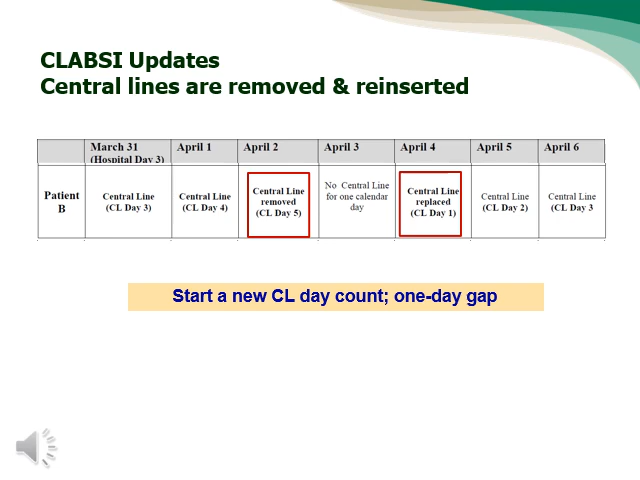 CLABSI Updates
Central lines are removed & reinserted
March 31
(Hospital Day 3)
April 1
April 2
April 3
April 4
April 5
April 6
Patient
B
Central Line
(CL Day 3)
Central Line
(CL Day 4)
Central Line
removed
(CL Day 5)
No Central Line
for one calendar
day
Central Line
replaced
(CL Day 1)
Central Line
(CL Day 2)
Central Line
(CL Day 3
Start a new CL day count; one-day gap